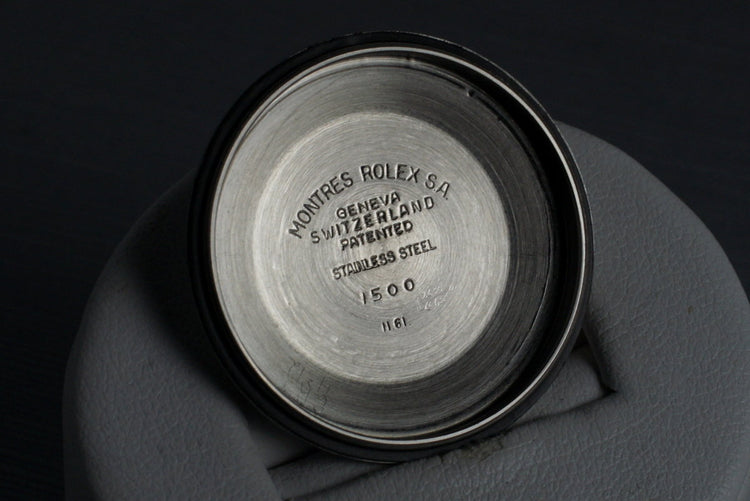 MONTRES ROLEX S.A.
GENEVA
SWITZERLAND
PATENTED
STAINLESS STEEL
1500
II 61.